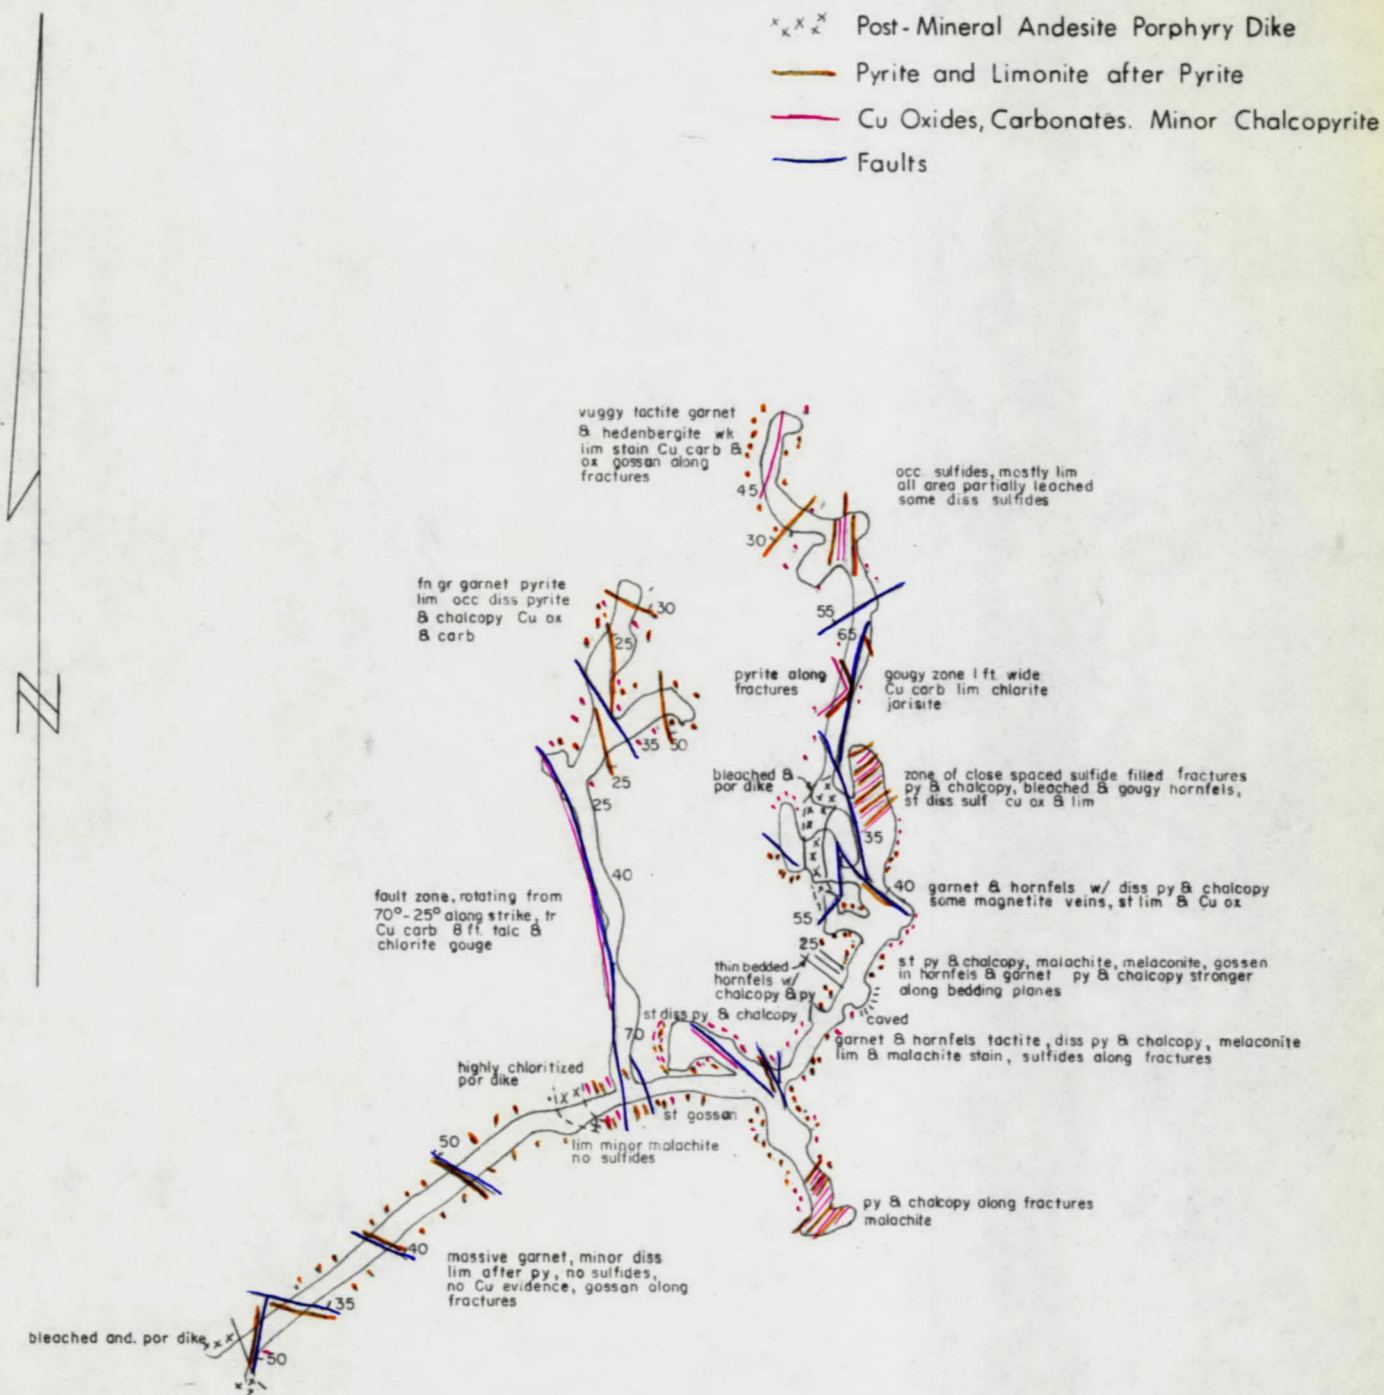 Post-Mineral Andesite Porphyry Dike
Pyrite and Limonite after Pyrite
Cu Oxides, Carbonates. Minor Chalcopyrite
Faults
N
vuggy tactite garnet
& hedenbergite wk
lim stain Cu carb &
ox gossan along
fractures
45
30
occ. sulfides, mostly lim
all area partially leached
some diss sulfides
fn gr garnet pyrite
lim occ diss pyrite
& chalcopy Cu ox
& carb
30
25
35 50
25
25
55
65
pyrite along
fractures
gougy zone 1 ft. wide
Cu carb lim chlorite
jarisite
bleached &
por dike
zone of close spaced sulfide filled fractures
py & chalcopy, bleached & gougy hornfels,
st diss sulf cu ox & lim
35
40
40
garnet & hornfels w/ diss py & chalcopy
some magnetite veins, st lim & Cu ox
fault zone, rotating from
70°-25° along strike, tr
Cu carb 8 ft. talc &
chlorite gouge
55
25
thin bedded
hornfels w/
chalcopy & py
st py & chalcopy, malachite, melaconite, gossen
in hornfels & garnet py & chalcopy stronger
along bedding planes
caved
st diss py & chalcopy
70
garnet & hornfels tactite, diss py & chalcopy, melaconite
lim & malachite stain, sulfides along fractures
highly chloritized
por dike
st gossan
lim minor malachite
no sulfides
50
py & chalcopy along fractures
malachite
40
massive garnet, minor diss
lim after py, no sulfides,
no Cu evidence, gossan along
fractures
35
bleached and. por dike
50